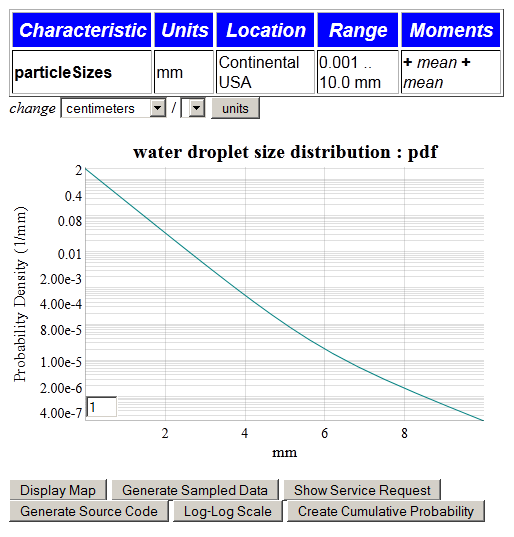 Characteristic Units Location Range Moments
particleSizes mm Continental USA 0.001 .. 10.0 mm + mean + mean
change centimeters / units
water droplet size distribution : pdf
Probability Density (1/mm)
2
0.4
0.08
0.01
2.00e-3
4.00e-4
8.00e-5
1.00e-5
2.00e-6
4.00e-7
1
2 4 6 8
mm
Display Map Generate Sampled Data Show Service Request
Generate Source Code Log-Log Scale Create Cumulative Probability